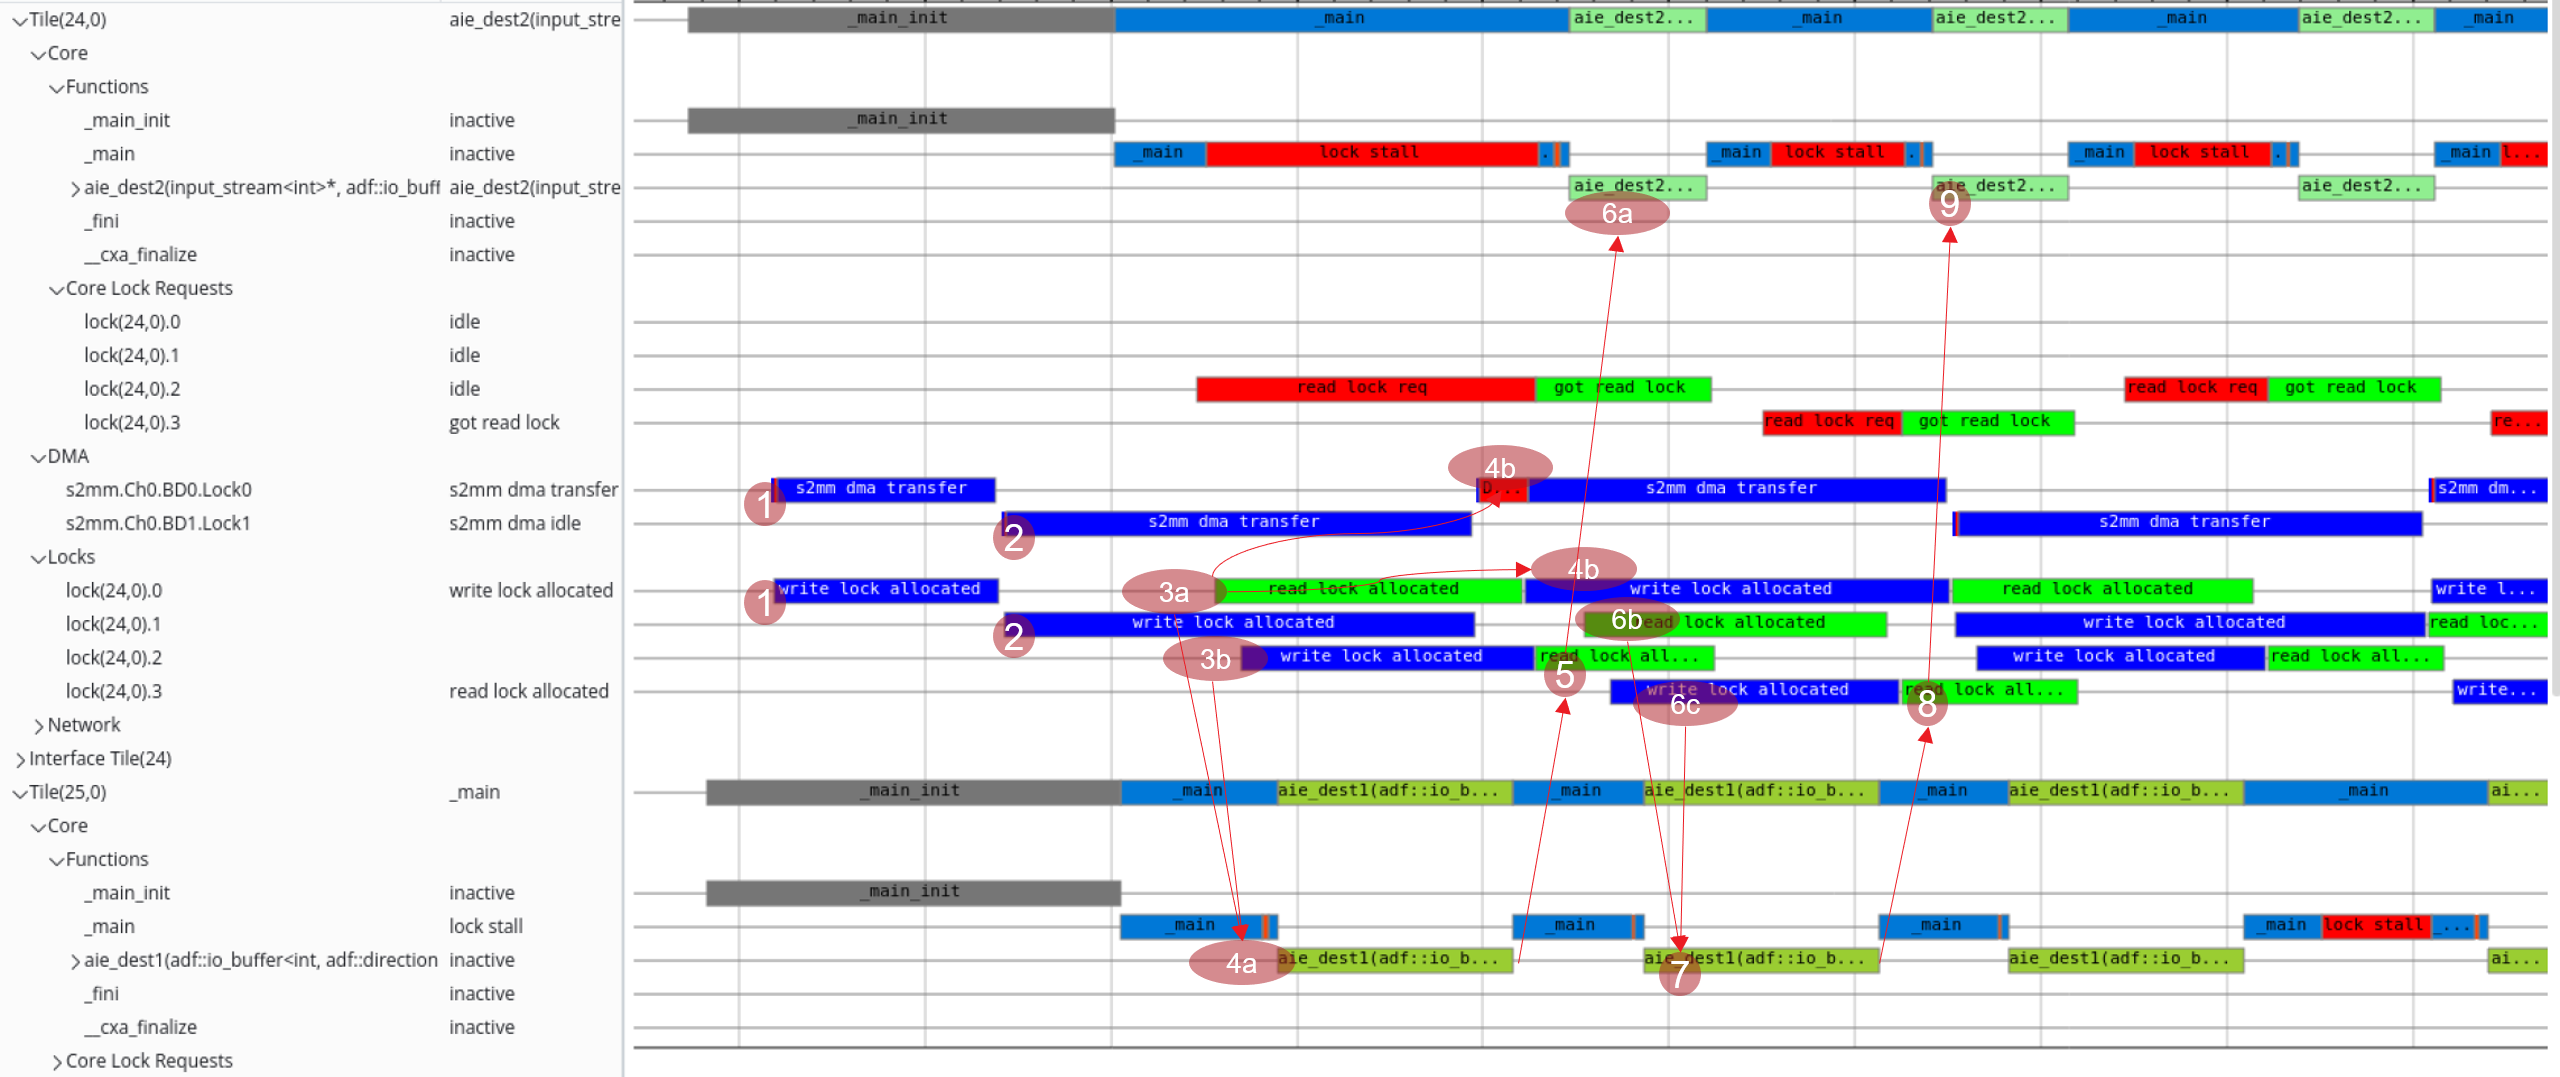 Tile(24,0) aie_dest2(input_stre _main_init _main aie_dest2... _main aie_dest2... _main aie_dest2... _main
Core
Functions
_main_init inactive _main_init
_main inactive _main lock stall . _main lock stall . _main lock stall . _main l...
aie_dest2(input_stream<int>*, adf::io_buff aie_dest2(input_stre aie_dest2... aie_dest2... aie_dest2...
6a 9
_fini inactive
__cxa_finalize inactive
Core Lock Requests
lock(24,0).0 idle
lock(24,0).1 idle
lock(24,0).2 idle read lock req got read lock read lock req got read lock
lock(24,0).3 got read lock read lock req got read lock re...
DMA
4b
s2mm.Ch0.BD0.Lock0 s2mm dma transfer 1 s2mm dma transfer D... s2mm dma transfer s2mm dm...
s2mm.Ch0.BD1.Lock1 s2mm dma idle 2 s2mm dma transfer s2mm dma transfer
Locks
4b
lock(24,0).0 write lock allocated 1 write lock allocated 3a read lock allocated write lock allocated read lock allocated write l...
lock(24,0).1 2 write lock allocated 6b read lock allocated write lock allocated read loc...
lock(24,0).2 3b write lock allocated 5 read lock all... write lock allocated read lock all...
lock(24,0).3 read lock allocated write lock allocated 6c 8 read lock all... write...
Network
Interface Tile(24)
Tile(25,0) _main _main_init _main aie_dest1(adf::io_b... _main aie_dest1(adf::io_b... _main aie_dest1(adf::io_b... _main ai...
Core
Functions
_main_init inactive _main_init
_main lock stall _main _main _main _main lock stall _...
aie_dest1(adf::io_buffer<int, adf::direction inactive 4a aie_dest1(adf::io_b... aie_dest1(adf::io_b... aie_dest1(adf::io_b... ai...
7
_fini inactive
__cxa_finalize inactive
Core Lock Requests